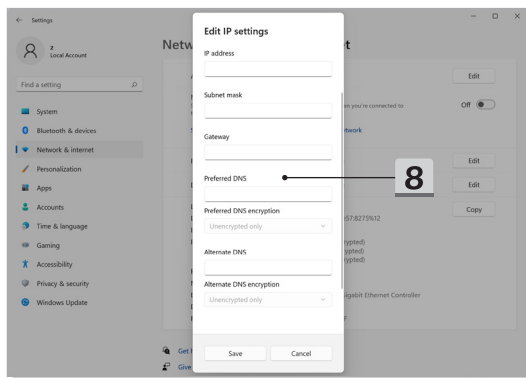 Settings
z
Local Account
Find a setting
System
Bluetooth & devices
Network & internet
Personalization
Apps
Accounts
Time & language
Gaming
Accessibility
Privacy & security
Windows Update
Edit IP settings
IP address
Subnet mask
Gateway
Preferred DNS
8
Preferred DNS encryption
Unencrypted only
Alternate DNS
Alternate DNS encryption
Unencrypted only
Save
Cancel
Netw
et
Edit
en you're connected to
Off
twork
Edit
Edit
Copy
:57:8275%12
rypted)
rypted)
rypted)
Gigabit Ethernet Controller
F
Get
Give